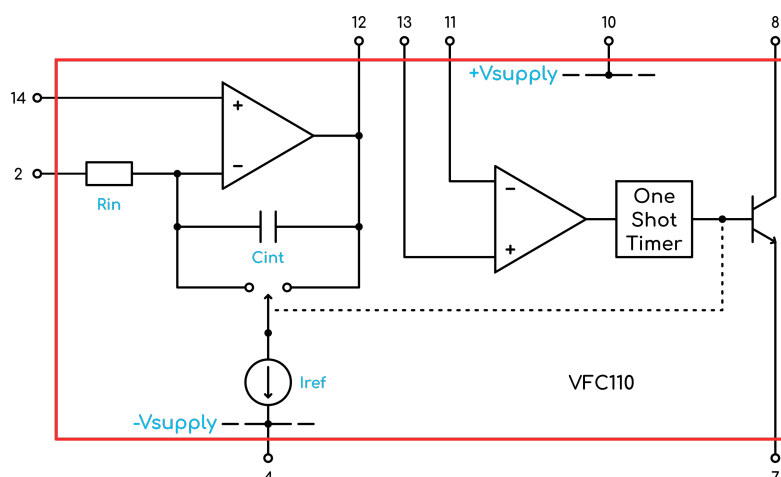 12 13 11 10 8
+Vsupply
14
+
2
-
Rin
One
Shot
Timer
-
+
Cint
Iref
VFC110
-Vsupply
4 7